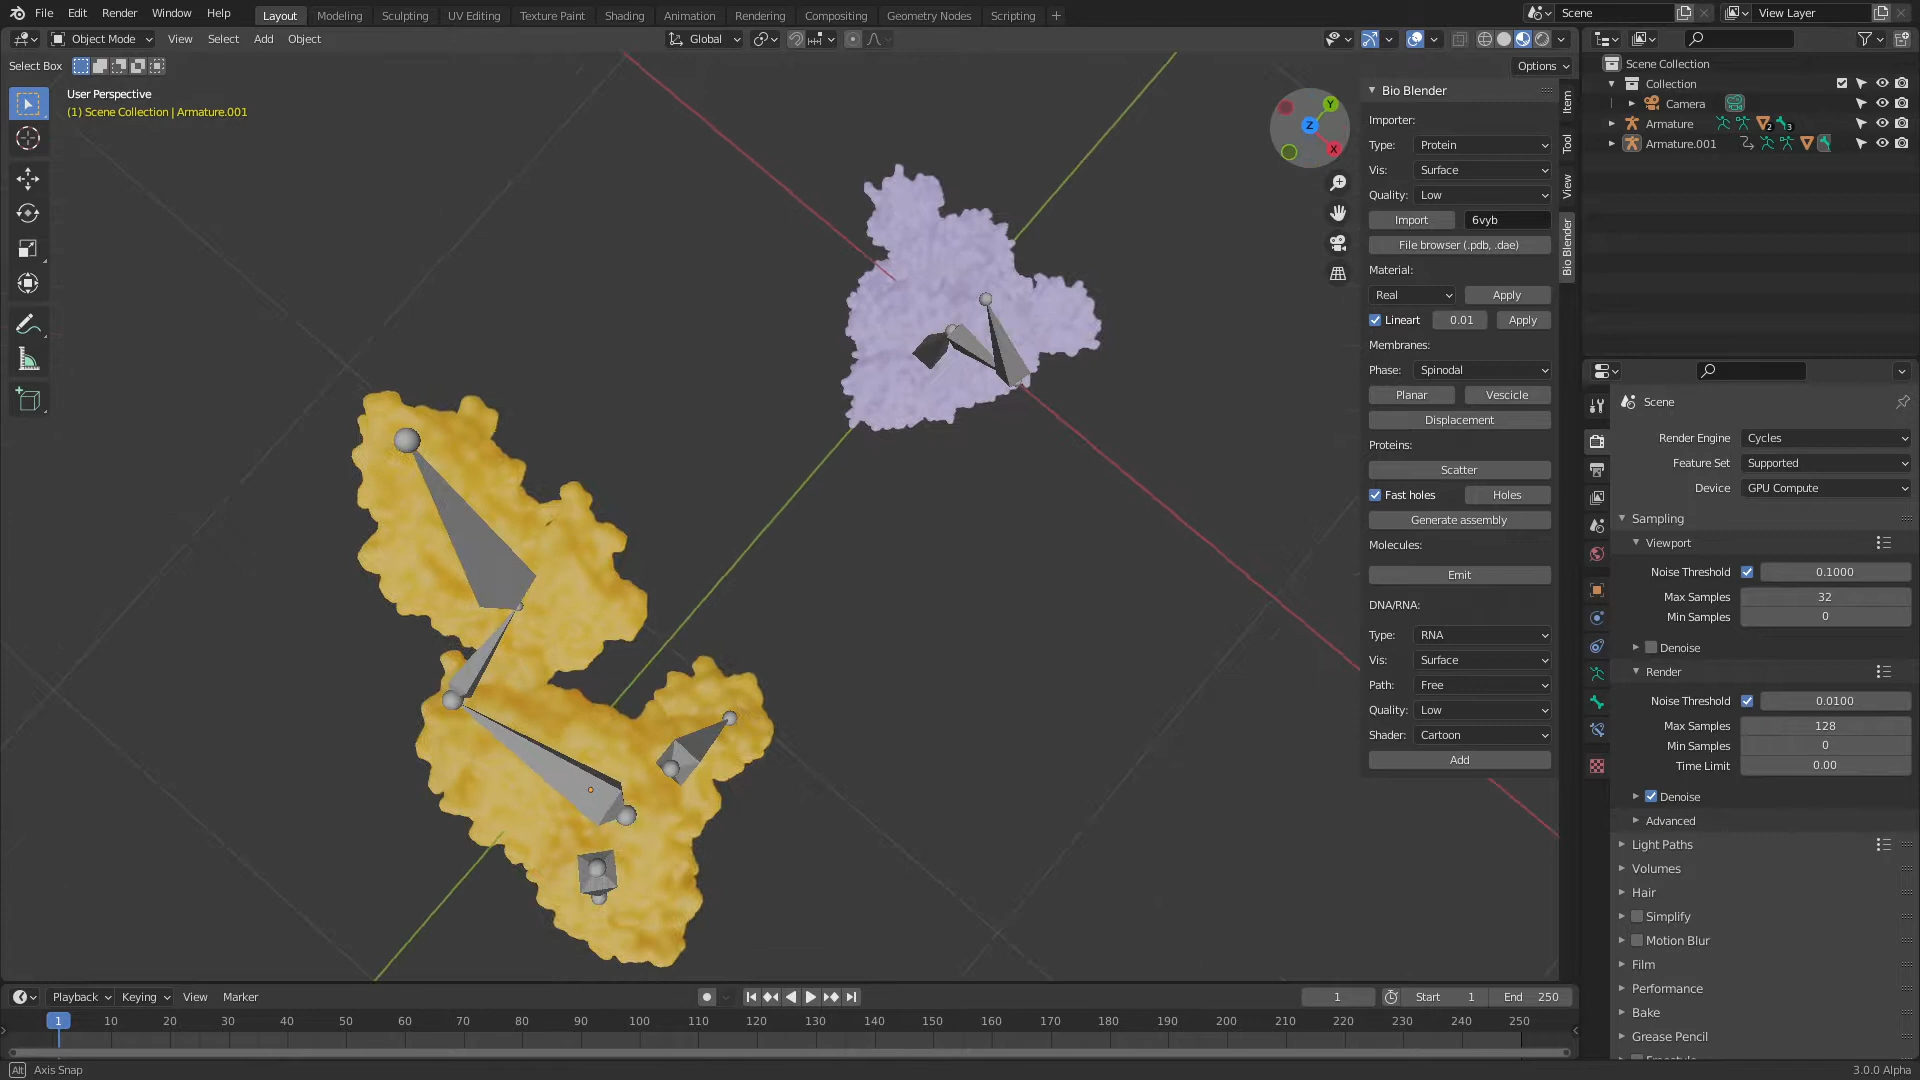 File Edit Render Window Help Layout Modeling Sculpting UV Editing Texture Paint Shading Animation Rendering Compositing Geometry Nodes Scripting + Scene View Layer
Object Mode View Select Add Object Global
Select Box Options
User Perspective
(1) Scene Collection | Armature.001
Y
Z
X
Bio Blender
Importer:
Type: Protein
Vis: Surface
Quality: Low
Import 6vyb
File browser (.pdb, .dae)
Material:
Real Apply
Lineart 0.01 Apply
Membranes:
Phase: Spinodal
Planar Vescicle
Displacement
Proteins:
Scatter
Fast holes Holes
Generate assembly
Molecules:
Emit
DNA/RNA:
Type: RNA
Vis: Surface
Path: Free
Quality: Low
Shader: Cartoon
Add
Item
Tool
View
Bio Blender
Scene Collection
Collection
Camera
Armature 2 3
Armature.001
Scene
Render Engine Cycles
Feature Set Supported
Device GPU Compute
Sampling
Viewport
Noise Threshold 0.1000
Max Samples 32
Min Samples 0
Denoise
Render
Noise Threshold 0.0100
Max Samples 128
Min Samples 0
Time Limit 0.00
Denoise
Advanced
Light Paths
Volumes
Hair
Simplify
Motion Blur
Film
Performance
Bake
Grease Pencil
Playback Keying View Marker 1 Start 1 End 250
1 10 20 30 40 50 60 70 80 90 100 110 120 130 140 150 160 170 180 190 200 210 220 230 240 250
Alt Axis Snap 3.0.0 Alpha